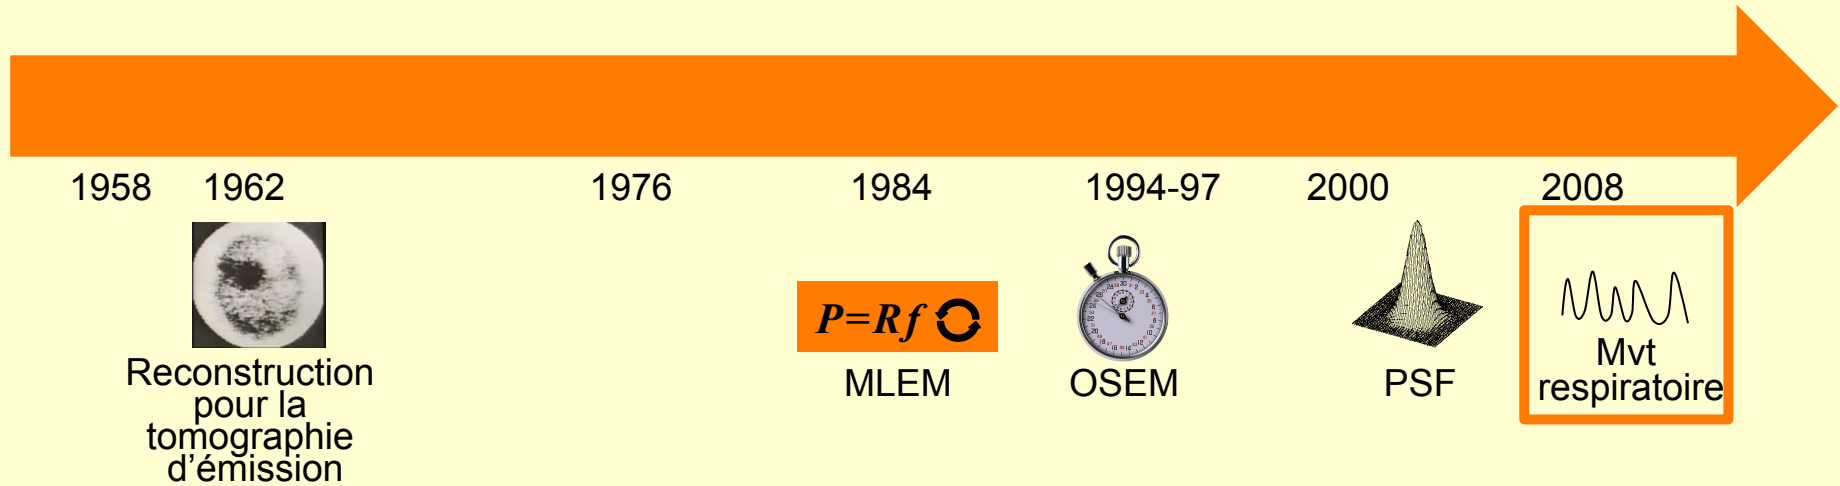 1958 1962 1976 1984 1994-97 2000 2008
Reconstruction
pour la
tomographie
d’émission
P=Rf
MLEM
OSEM
PSF
Mvt
respiratoire